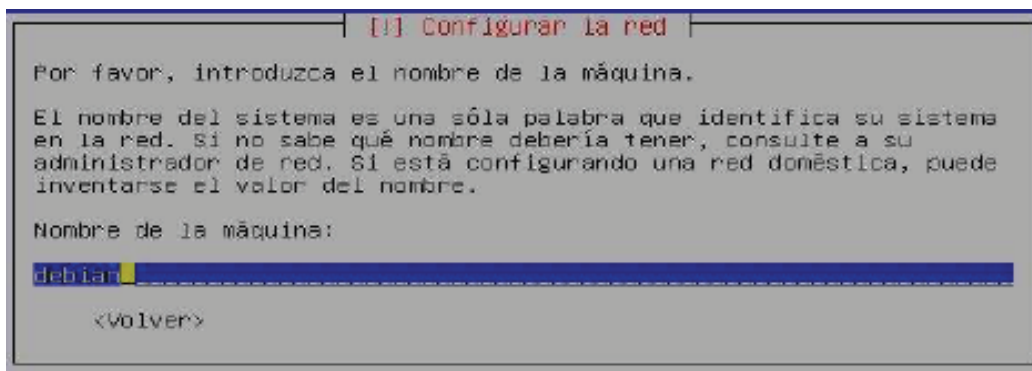 [!] Configurar la red
Por favor, introduzca el nombre de la máquina.
El nombre del sistema es una sóla palabra que identifica su sistema
en la red. Si no sabe qué nombre debería tener, consulte a su
administrador de red. Si está configurando una red doméstica, puede
inventarse el valor del nombre.
Nombre de la máquina:
debian
<Volver>